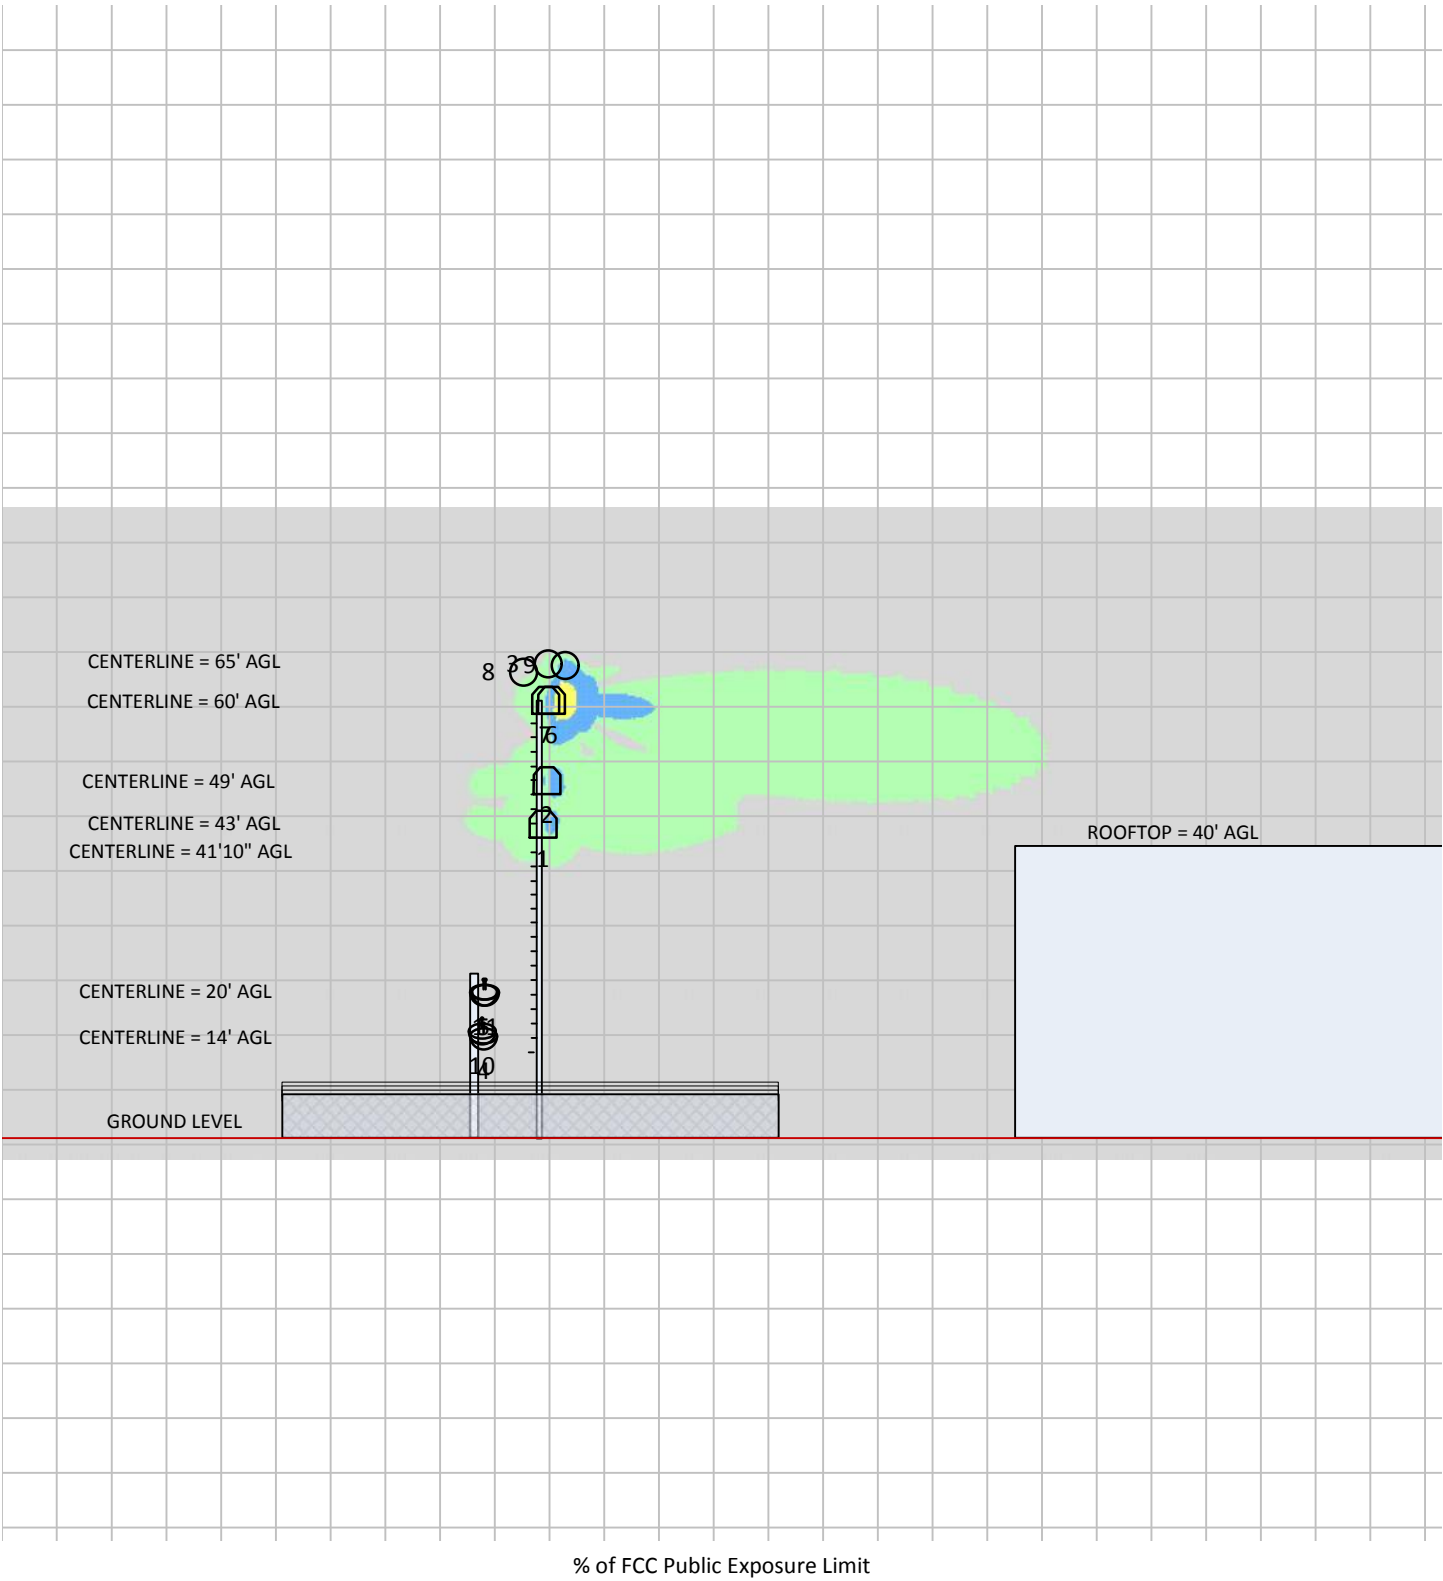 CENTERLINE = 65' AGL
8
3
9
CENTERLINE = 60' AGL
7
6
CENTERLINE = 49' AGL
CENTERLINE = 43' AGL
2
ROOFTOP = 40' AGL
CENTERLINE = 41'10" AGL
1
CENTERLINE = 20' AGL
CENTERLINE = 14' AGL
10
4
GROUND LEVEL
% of FCC Public Exposure Limit